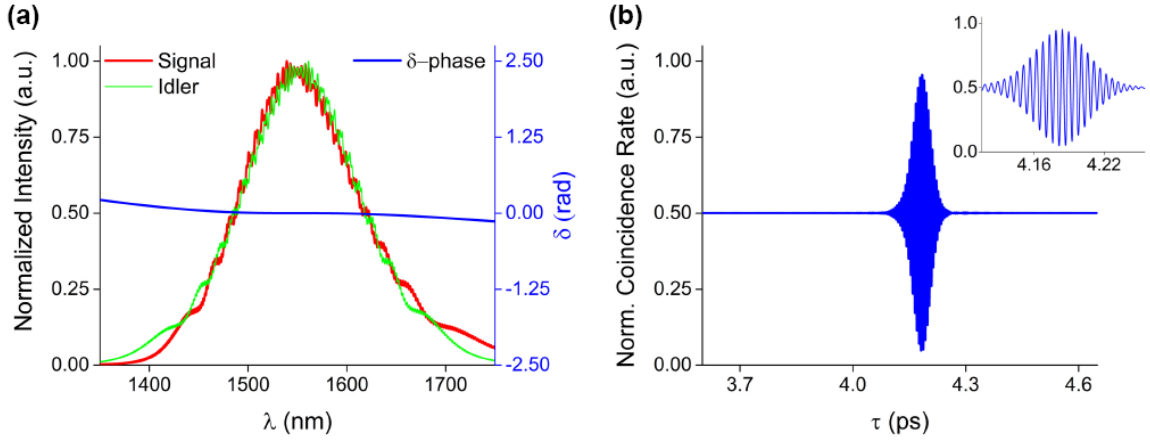 (a)
Signal
Idler
δ−phase
Normalized Intensity (a.u.)
1.00
0.75
0.50
0.25
0.00
2.50
1.25
0.00
-1.25
-2.50
δ (rad)
1400
1500
1600
1700
λ (nm)
(b)
Norm. Coincidence Rate (a.u.)
1.00
0.75
0.50
0.25
0.00
3.7
4.0
4.3
4.6
τ (ps)
1.0
0.5
0.0
4.16
4.22